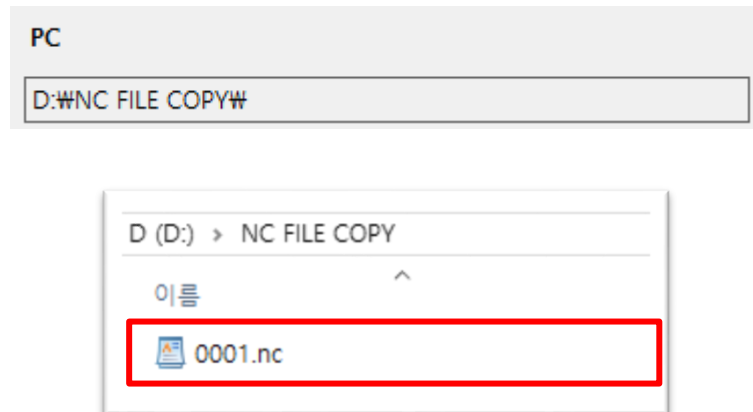 PC
D:₩NC FILE COPY₩
D (D:) > NC FILE COPY
이름
0001.nc